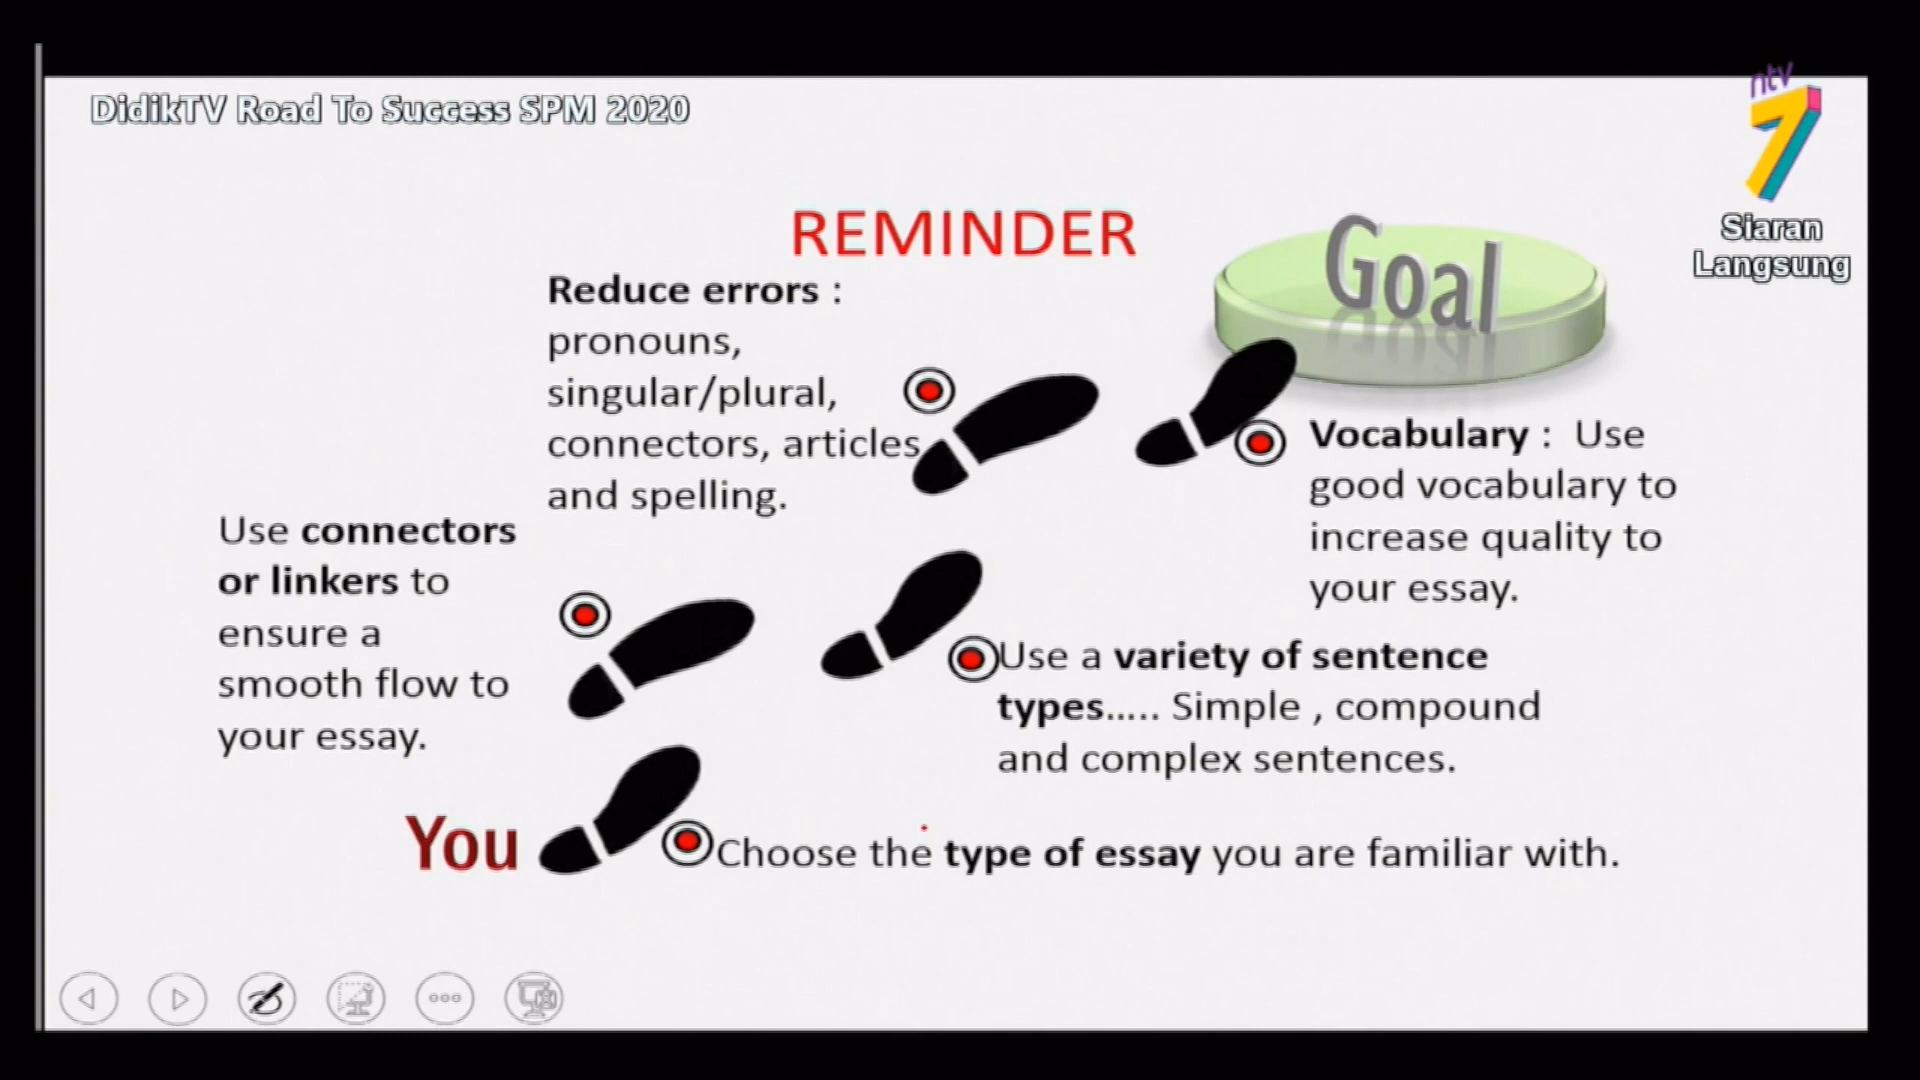 DidikTV Road To Success SPM 2020
ntv
7
Siaran
Langsung
REMINDER
Goal
Reduce errors :
pronouns,
singular/plural,
connectors, articles
and spelling.
Vocabulary : Use
good vocabulary to
increase quality to
your essay.
Use connectors
or linkers to
ensure a
smooth flow to
your essay.
Use a variety of sentence
types..... Simple , compound
and complex sentences.
You
Choose the type of essay you are familiar with.